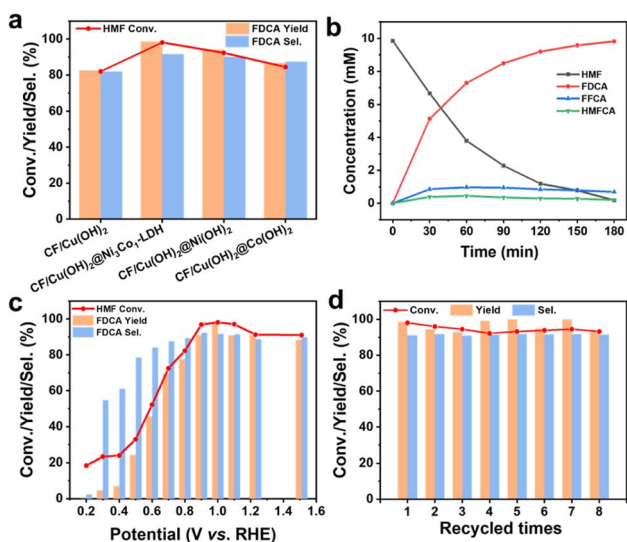 a
HMF Conv.
FDCA Yield
FDCA Sel.
Conv./Yield/Sel. (%)
100
80
60
40
20
0
CF/Cu(OH)₂
CF/Cu(OH)₂@Ni₃Co₁-LDH
CF/Cu(OH)₂@Ni(OH)₂
CF/Cu(OH)₂@Co(OH)₂
b
Concentration (mM)
10
8
6
4
2
0
HMF
FDCA
FFCA
HMFCA
0 30 60 90 120 150 180
Time (min)
c
HMF Conv.
FDCA Yield
FDCA Sel.
Conv./Yield/Sel. (%)
100
80
60
40
20
0
0.2 0.4 0.6 0.8 1.0 1.2 1.4 1.6
Potential (V vs. RHE)
d
Conv. Yield Sel.
Conv./Yield/Sel. (%)
100
80
60
40
20
0
1 2 3 4 5 6 7 8
Recycled times